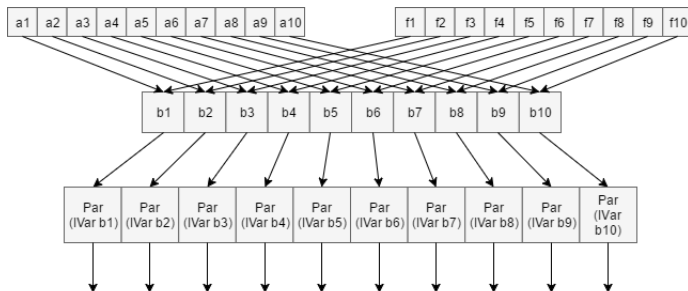 a1 a2 a3 a4 a5 a6 a7 a8 a9 a10 f1 f2 f3 f4 f5 f6 f7 f8 f9 f10
b1 b2 b3 b4 b5 b6 b7 b8 b9 b10
Par (IVar b1) Par (IVar b2) Par (IVar b3) Par (IVar b4) Par (IVar b5) Par (IVar b6) Par (IVar b7) Par (IVar b8) Par (IVar b9) Par (IVar b10)